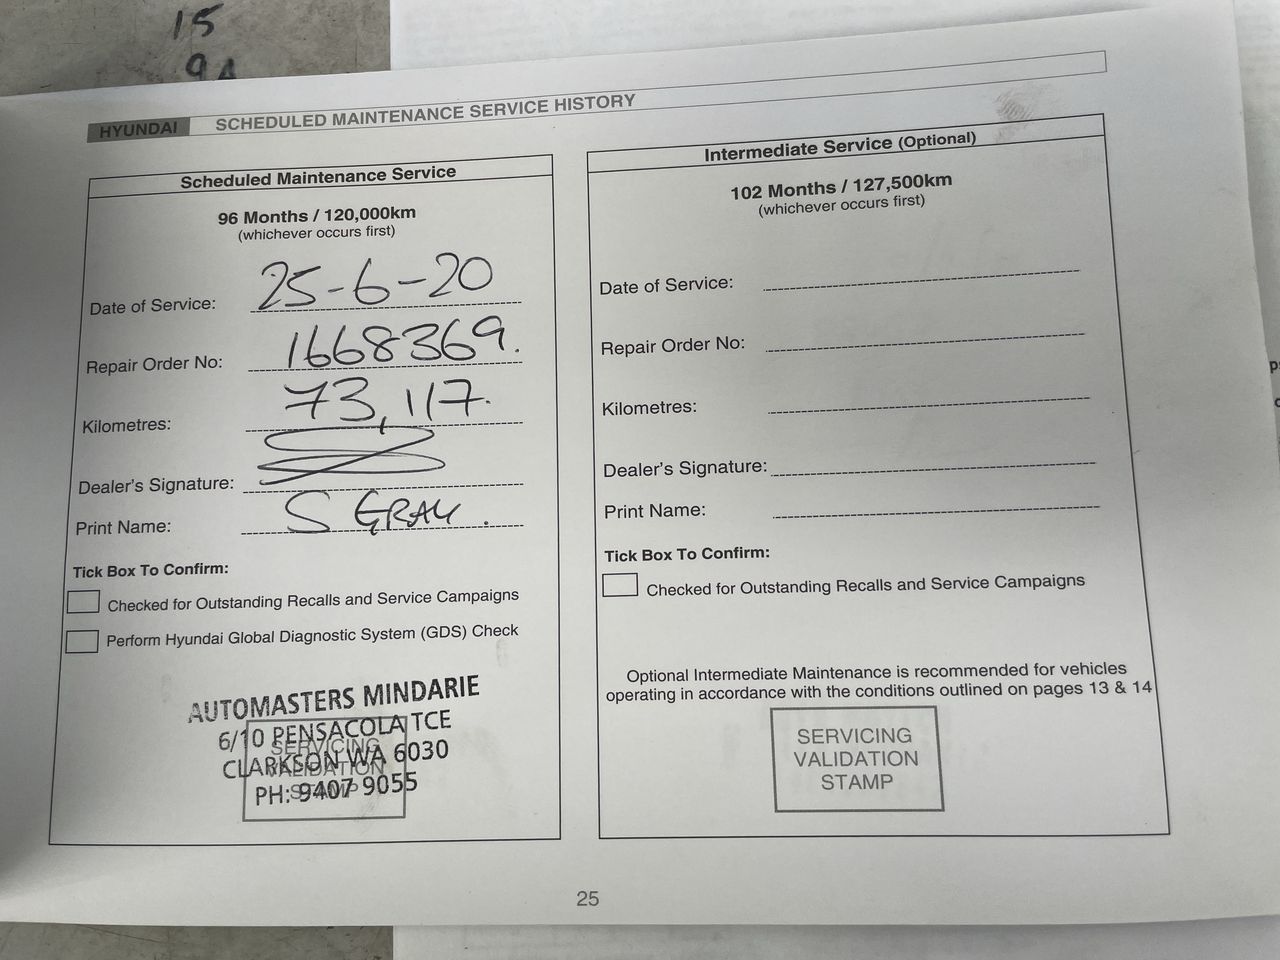 15
9A
HYUNDAI SCHEDULED MAINTENANCE SERVICE HISTORY
Scheduled Maintenance Service
96 Months / 120,000km
(whichever occurs first)
Date of Service: 25-6-20
Repair Order No: 1668369.
Kilometres: 73,117.
Dealer's Signature:
Print Name: S GRAY.
Tick Box To Confirm:
Checked for Outstanding Recalls and Service Campaigns
Perform Hyundai Global Diagnostic System (GDS) Check
AUTOMASTERS MINDARIE
6/10 PENSACOLA TCE
CLARKSON WA 6030
PH: 9407 9055
SERVICING
VALIDATION
STAMP
Intermediate Service (Optional)
102 Months / 127,500km
(whichever occurs first)
Date of Service:
Repair Order No:
Kilometres:
Dealer's Signature:
Print Name:
Tick Box To Confirm:
Checked for Outstanding Recalls and Service Campaigns
Optional Intermediate Maintenance is recommended for vehicles
operating in accordance with the conditions outlined on pages 13 & 14
SERVICING
VALIDATION
STAMP
25